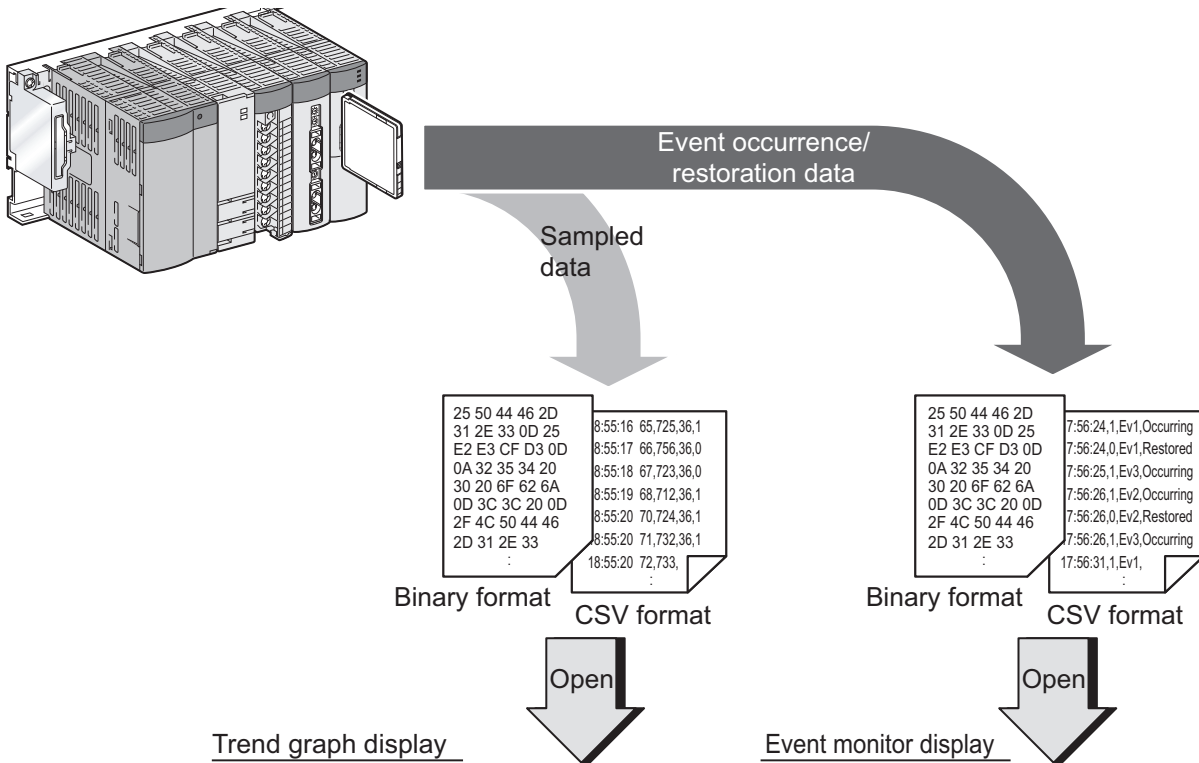 Event occurrence/
restoration data
Sampled
data
25 50 44 46 2D
31 2E 33 0D 25
E2 E3 CF D3 0D
0A 32 35 34 20
30 20 6F 62 6A
0D 3C 3C 20 0D
2F 4C 50 44 46
2D 31 2E 33
:
8:55:16 65,725,36,1
8:55:17 66,756,36,0
8:55:18 67,723,36,0
8:55:19 68,712,36,1
8:55:20 70,724,36,1
8:55:20 71,732,36,1
18:55:20 72,733,
:
Binary format
CSV format
25 50 44 46 2D
31 2E 33 0D 25
E2 E3 CF D3 0D
0A 32 35 34 20
30 20 6F 62 6A
0D 3C 3C 20 0D
2F 4C 50 44 46
2D 31 2E 33
:
7:56:24,1,Ev1,Occurring
7:56:24,0,Ev1,Restored
7:56:25,1,Ev3,Occurring
7:56:26,1,Ev2,Occurring
7:56:26,0,Ev2,Restored
7:56:26,1,Ev3,Occurring
17:56:31,1,Ev1,
:
Binary format
CSV format
Open
Open
Trend graph display
Event monitor display